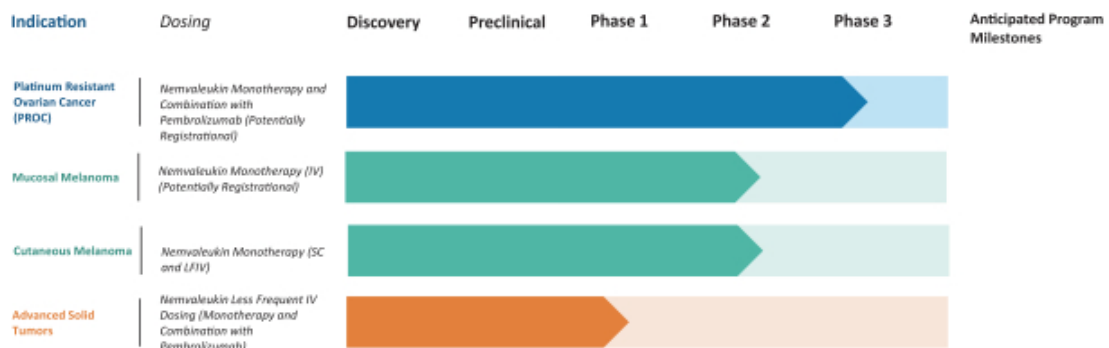 Indication Dosing Discovery Preclinical Phase 1 Phase 2 Phase 3 Anticipated Program
Milestones
Platinum Resistant
Ovarian Cancer
(PROC)
Nemvaleukin Monotherapy and
Combination with
Pembrolizumab (Potentially
Registrational)
Mucosal Melanoma
Nemvaleukin Monotherapy (IV)
(Potentially Registrational)
Cutaneous Melanoma
Nemvaleukin Monotherapy (SC
and LFIV)
Advanced Solid
Tumors
Nemvaleukin Less Frequent IV
Dosing (Monotherapy and
Combination with
Pembrolizumab)